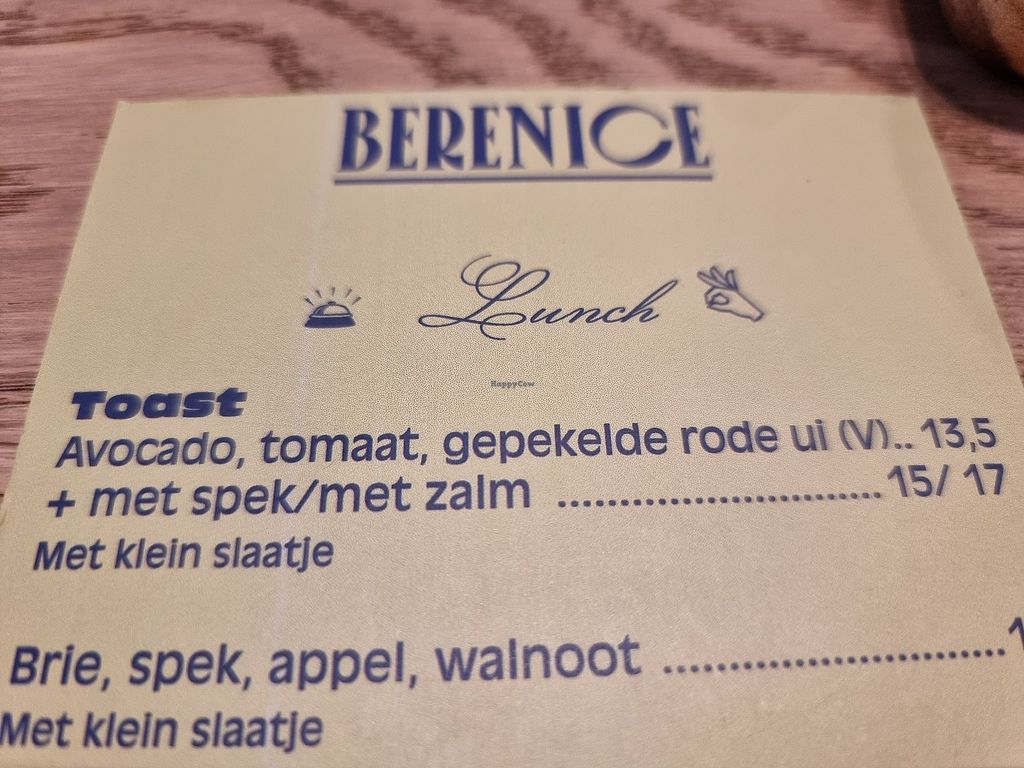 BERENICE
Lunch
HappyCow
Toast
Avocado, tomaat, gepekelde rode ui (V).. 13,5
+ met spek/met zalm ........................... 15/ 17
Met klein slaatje
Brie, spek, appel, walnoot ............................
Met klein slaatje